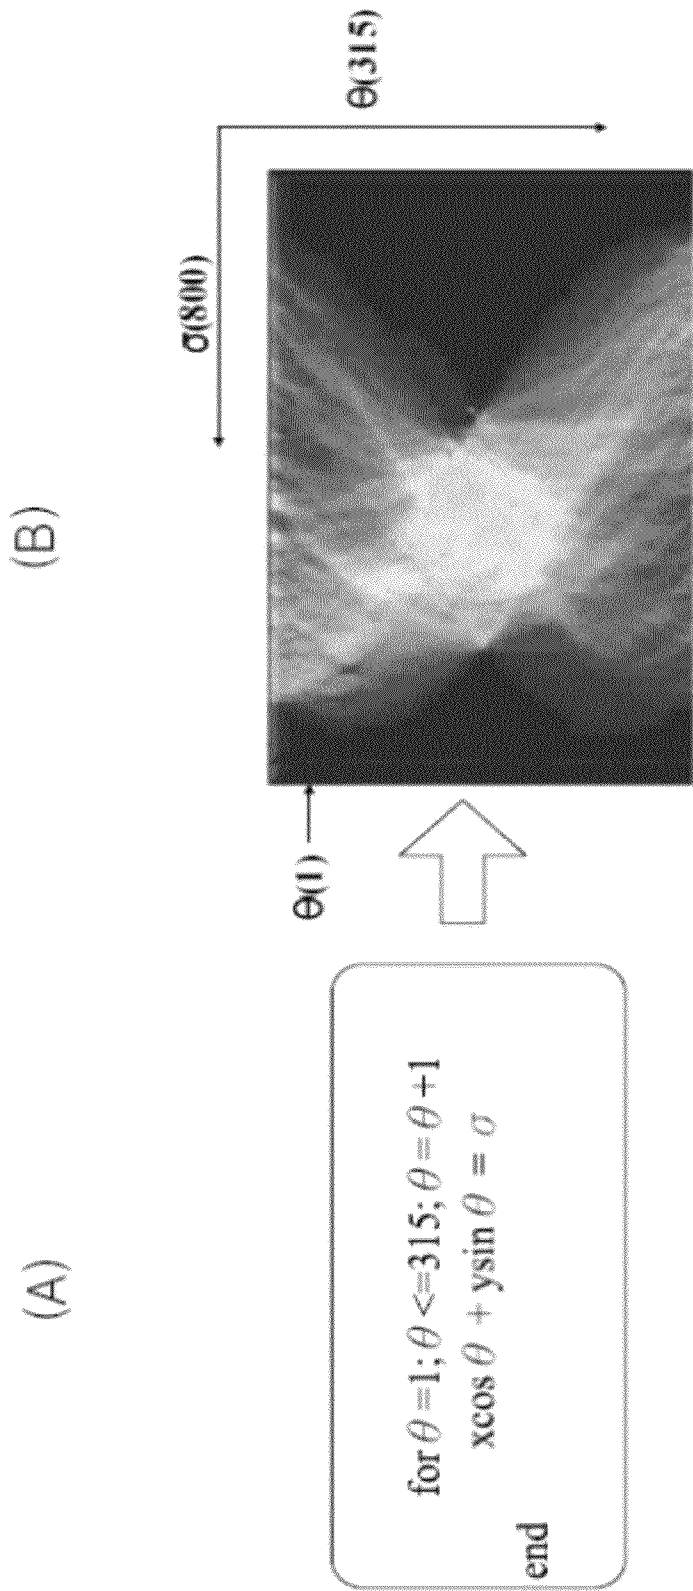 (A)
for θ =1; θ <=315; θ = θ +1
xcos θ + ysin θ = σ
end
(B)
θ(1)
σ(800)
θ(315)